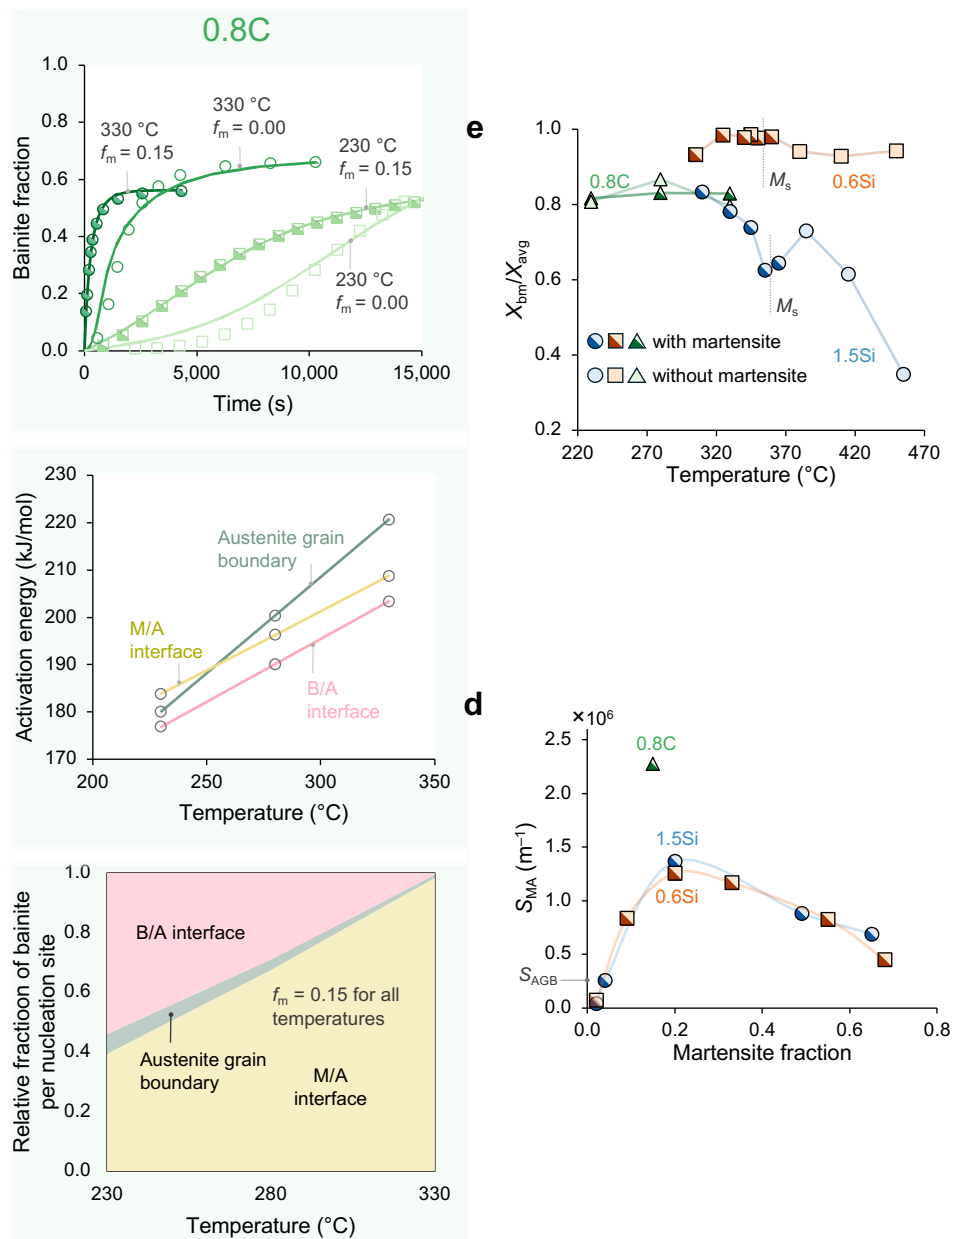 0.8C
Bainite fraction
1.0
0.8
0.6
0.4
0.2
0.0
330 °C
fm = 0.15
330 °C
fm = 0.00
230 °C
fm = 0.15
230 °C
fm = 0.00
0
5,000
10,000
15,000
Time (s)
Activation energy (kJ/mol)
230
220
210
200
190
180
170
Austenite grain
boundary
M/A
interface
B/A
interface
200
250
300
350
Temperature (°C)
Relative fraction of bainite
per nucleation site
1.0
0.8
0.6
0.4
0.2
0.0
B/A interface
fm = 0.15 for all
temperatures
Austenite grain
boundary
M/A
interface
230
280
330
Temperature (°C)
e
Xbm/Xavg
1.0
0.8
0.6
0.4
0.2
0.8C
Ms
0.6Si
Ms
1.5Si
with martensite
without martensite
220
270
320
370
420
470
Temperature (°C)
d
×10⁶
SMA (m⁻¹)
2.5
2.0
1.5
1.0
0.5
0.0
0.8C
1.5Si
0.6Si
SAGB
0.0
0.2
0.4
0.6
0.8
Martensite fraction